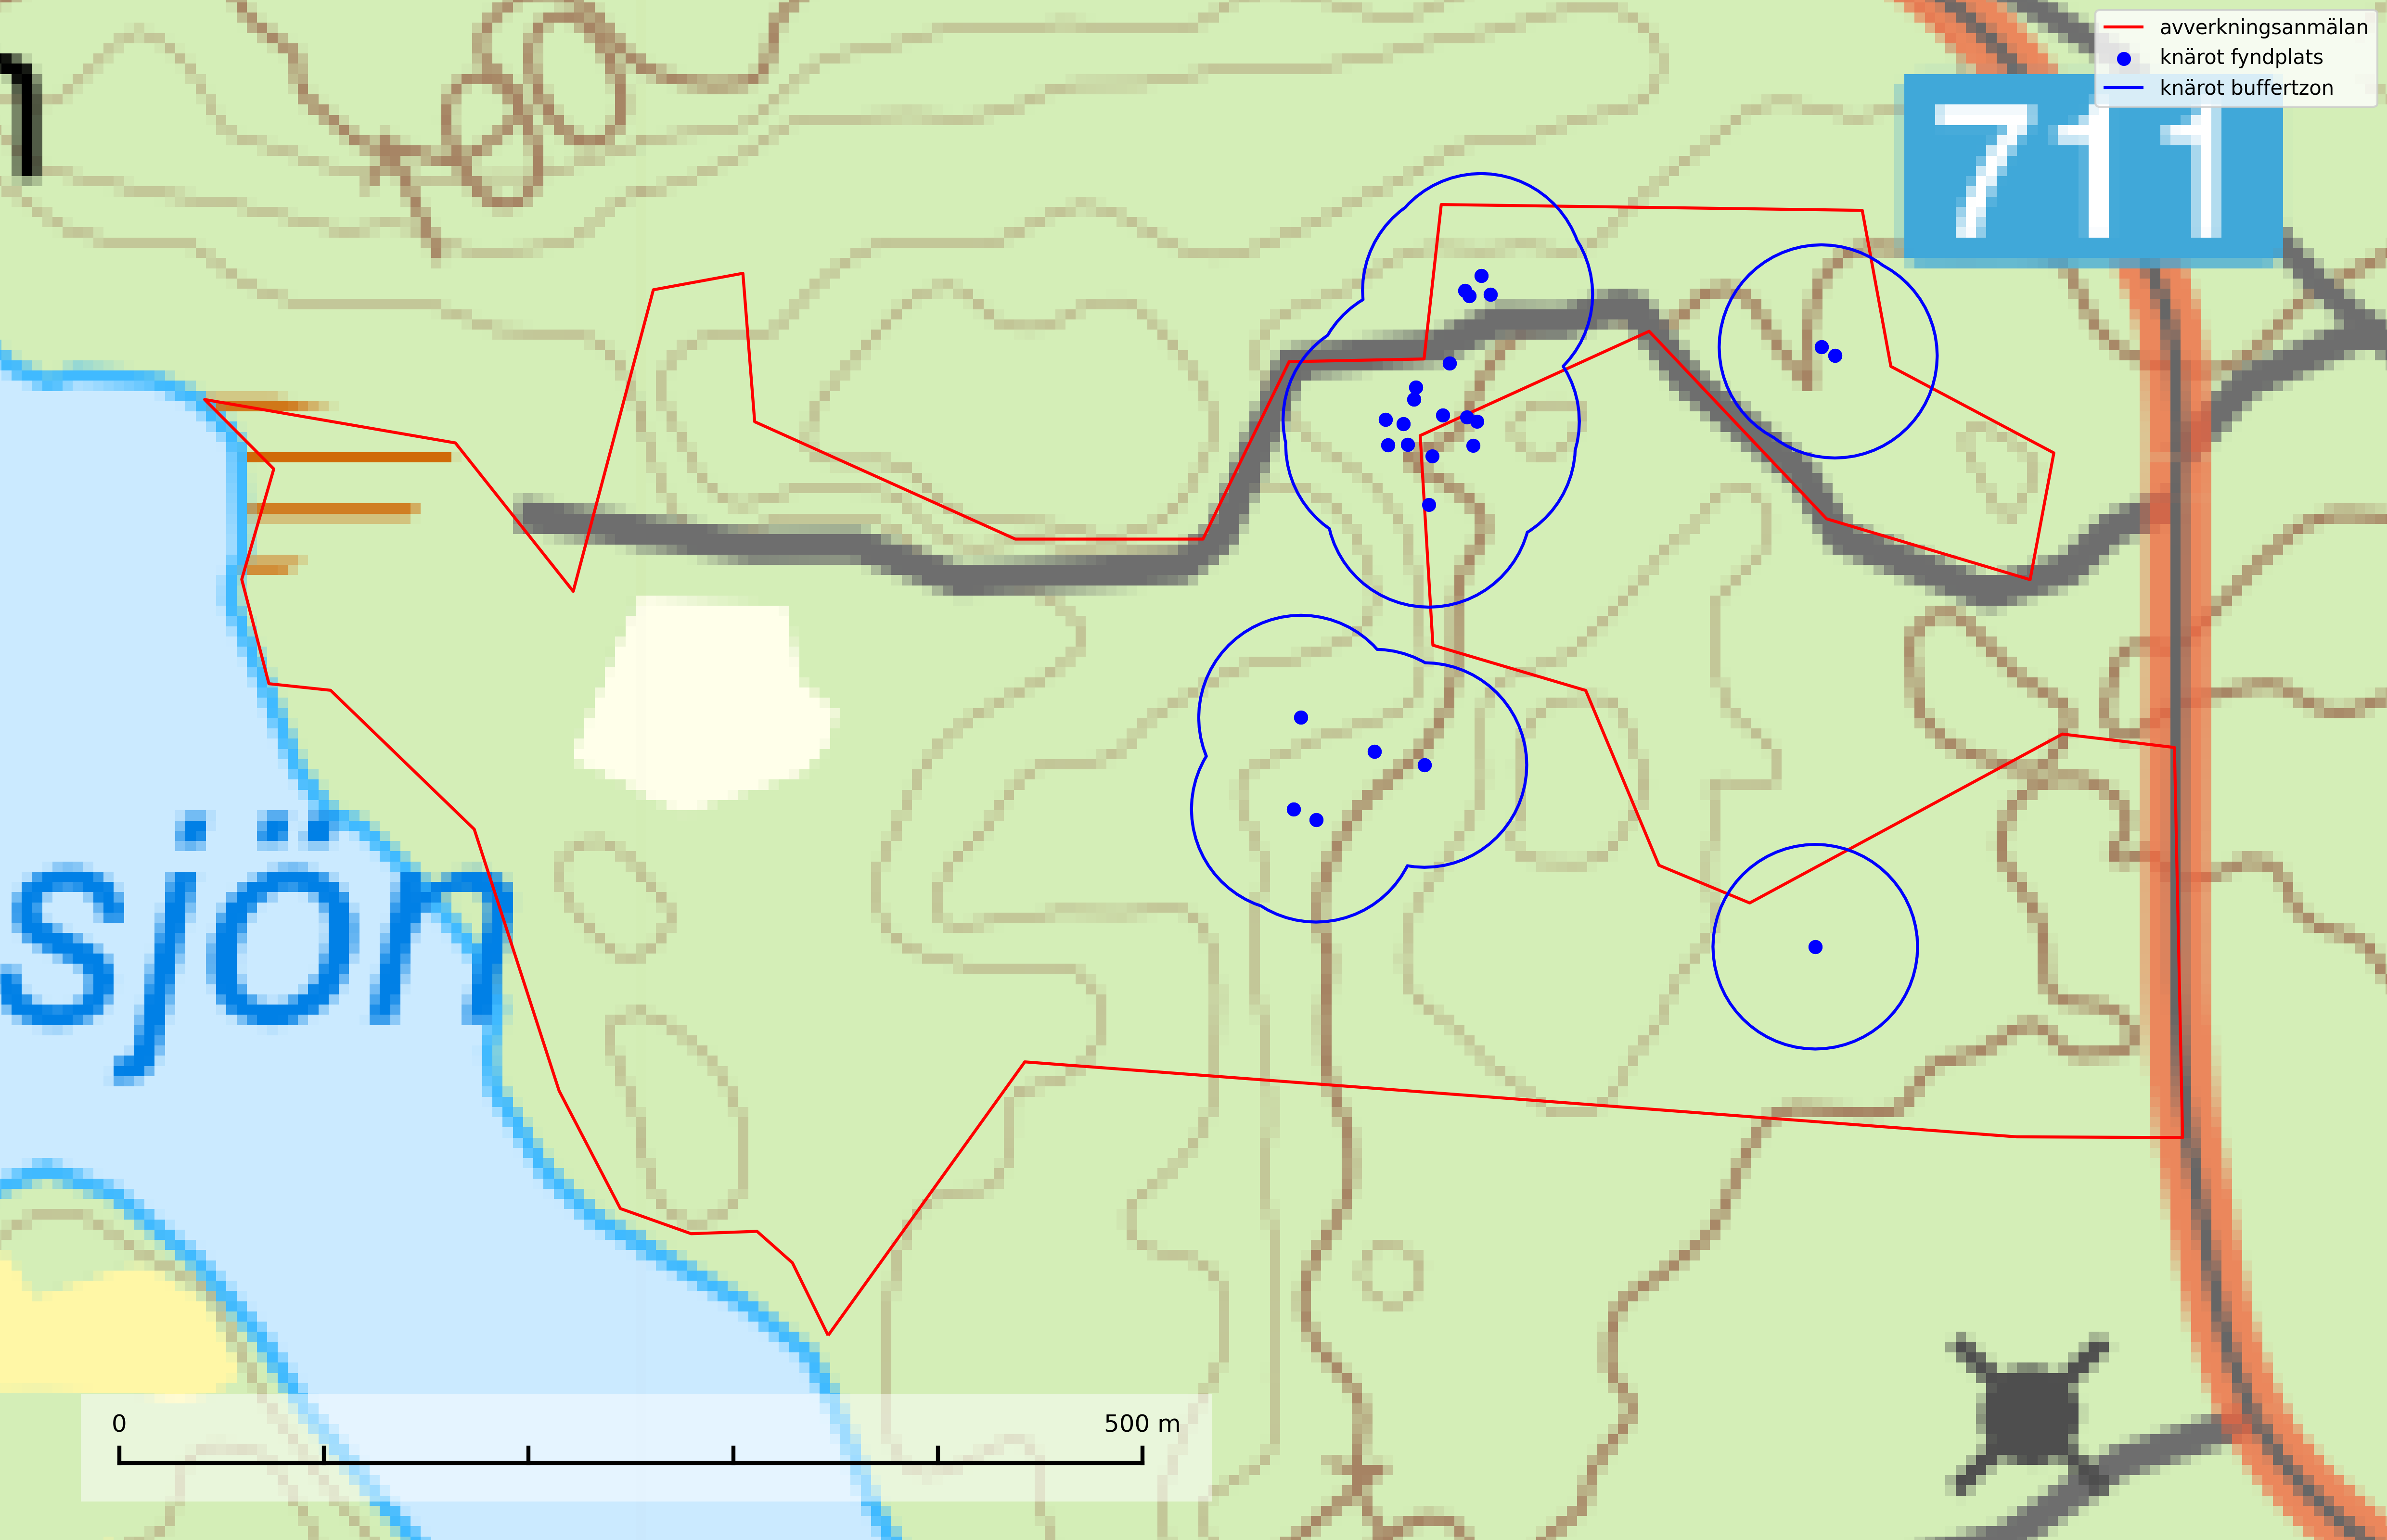 avverkningsanmälan
knärot fyndplats
knärot buffertzon
711
sjön
0 500 m